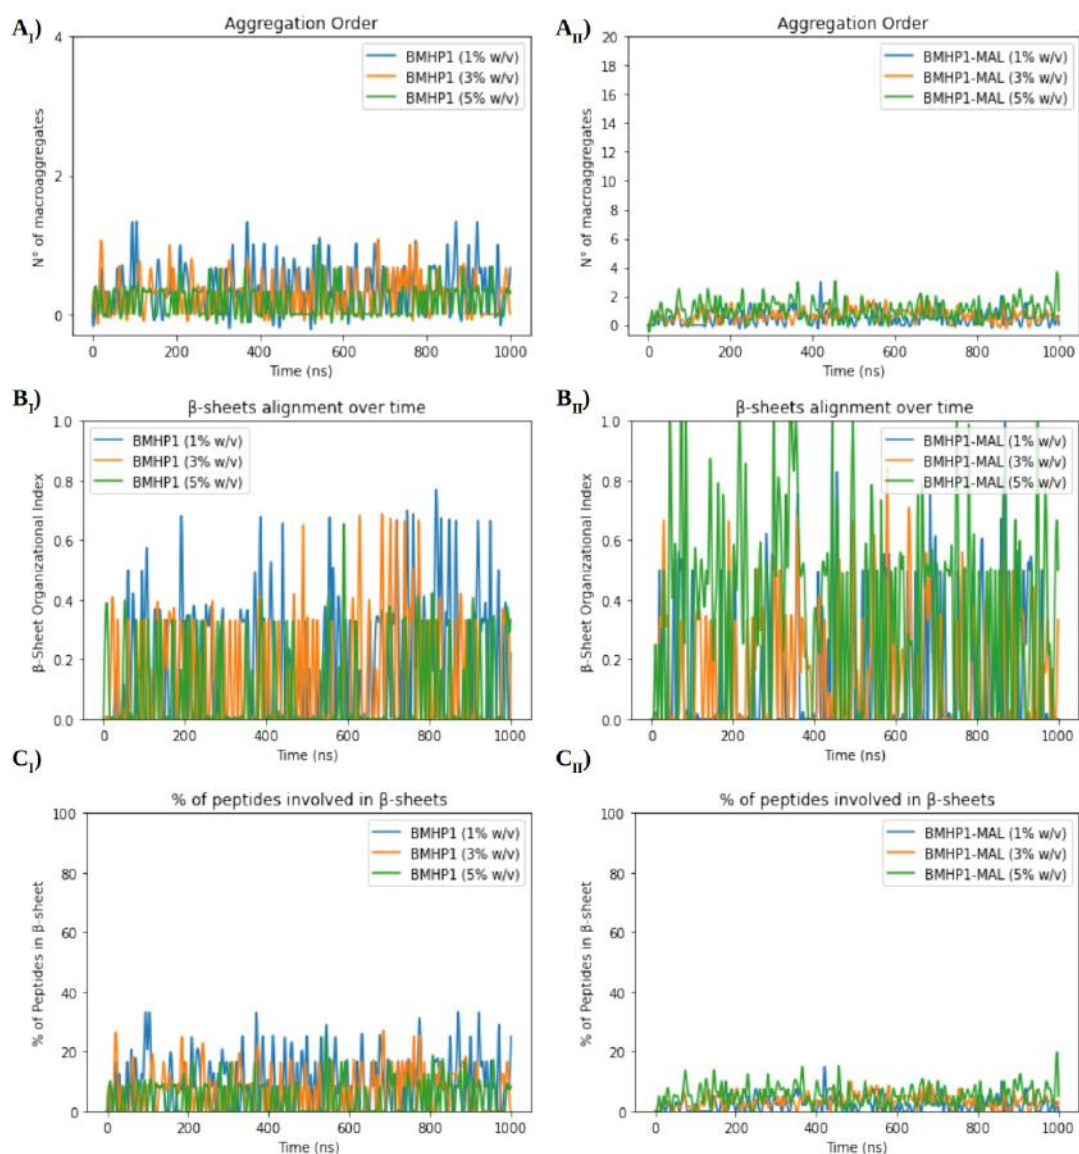 A_I)
Aggregation Order
N° of macroaggregates
4
2
0
BMHP1 (1% w/v)
BMHP1 (3% w/v)
BMHP1 (5% w/v)
0 200 400 600 800 1000
Time (ns)
A_II)
Aggregation Order
N° of macroaggregates
20
18
16
14
12
10
8
6
4
2
0
BMHP1-MAL (1% w/v)
BMHP1-MAL (3% w/v)
BMHP1-MAL (5% w/v)
0 200 400 600 800 1000
Time (ns)
B_I)
β-sheets alignment over time
β-Sheet Organizational Index
1.0
0.8
0.6
0.4
0.2
0.0
BMHP1 (1% w/v)
BMHP1 (3% w/v)
BMHP1 (5% w/v)
0 200 400 600 800 1000
Time (ns)
B_II)
β-sheets alignment over time
β-Sheet Organizational Index
1.0
0.8
0.6
0.4
0.2
0.0
BMHP1-MAL (1% w/v)
BMHP1-MAL (3% w/v)
BMHP1-MAL (5% w/v)
0 200 400 600 800 1000
Time (ns)
C_I)
% of peptides involved in β-sheets
% of Peptides in β-sheet
100
80
60
40
20
0
BMHP1 (1% w/v)
BMHP1 (3% w/v)
BMHP1 (5% w/v)
0 200 400 600 800 1000
Time (ns)
C_II)
% of peptides involved in β-sheets
% of Peptides in β-sheet
100
80
60
40
20
0
BMHP1-MAL (1% w/v)
BMHP1-MAL (3% w/v)
BMHP1-MAL (5% w/v)
0 200 400 600 800 1000
Time (ns)